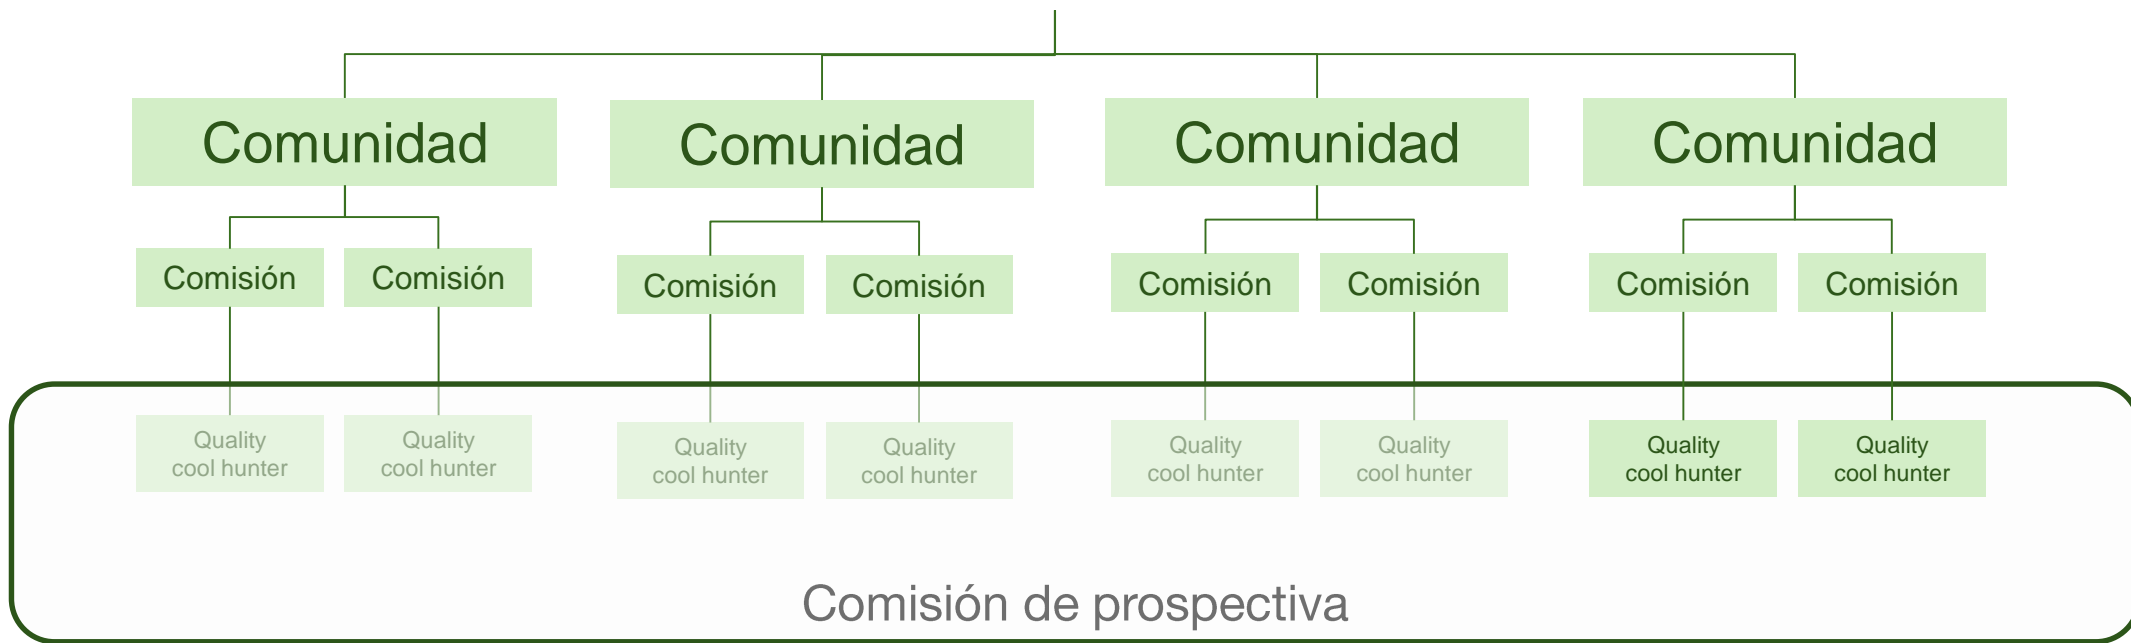 Comunidad
Comunidad
Comunidad
Comunidad
Comisión
Comisión
Comisión
Comisión
Comisión
Comisión
Comisión
Comisión
Quality
cool hunter
Quality
cool hunter
Quality
cool hunter
Quality
cool hunter
Quality
cool hunter
Quality
cool hunter
Quality
cool hunter
Quality
cool hunter
Comisión de prospectiva